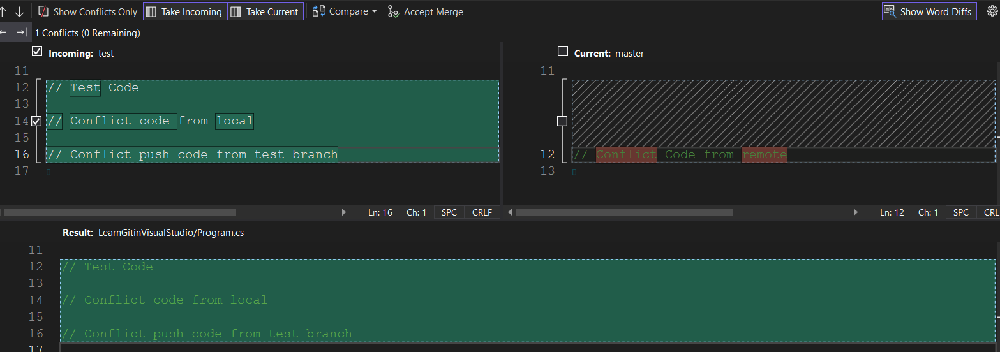 Show Conflicts Only Take Incoming Take Current Compare Accept Merge Show Word Diffs
1 Conflicts (0 Remaining)
Incoming: test
11
12 // Test Code
13
14 // Conflict code from local
15
16 // Conflict push code from test branch
17
Ln: 16 Ch: 1 SPC CRLF
Current: master
11
12 // Conflict Code from remote
13
Ln: 12 Ch: 1 SPC CRL
Result: LearnGitinVisualStudio/Program.cs
11
12 // Test Code
13
14 // Conflict code from local
15
16 // Conflict push code from test branch
17